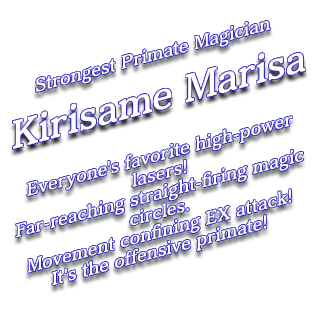 Strongest Primate Magician
Kirisame Marisa
Everyone's favorite high-power
lasers!
Far-reaching straight-firing magic
circles.
Movement confining EX attack!
It's the offensive primate!